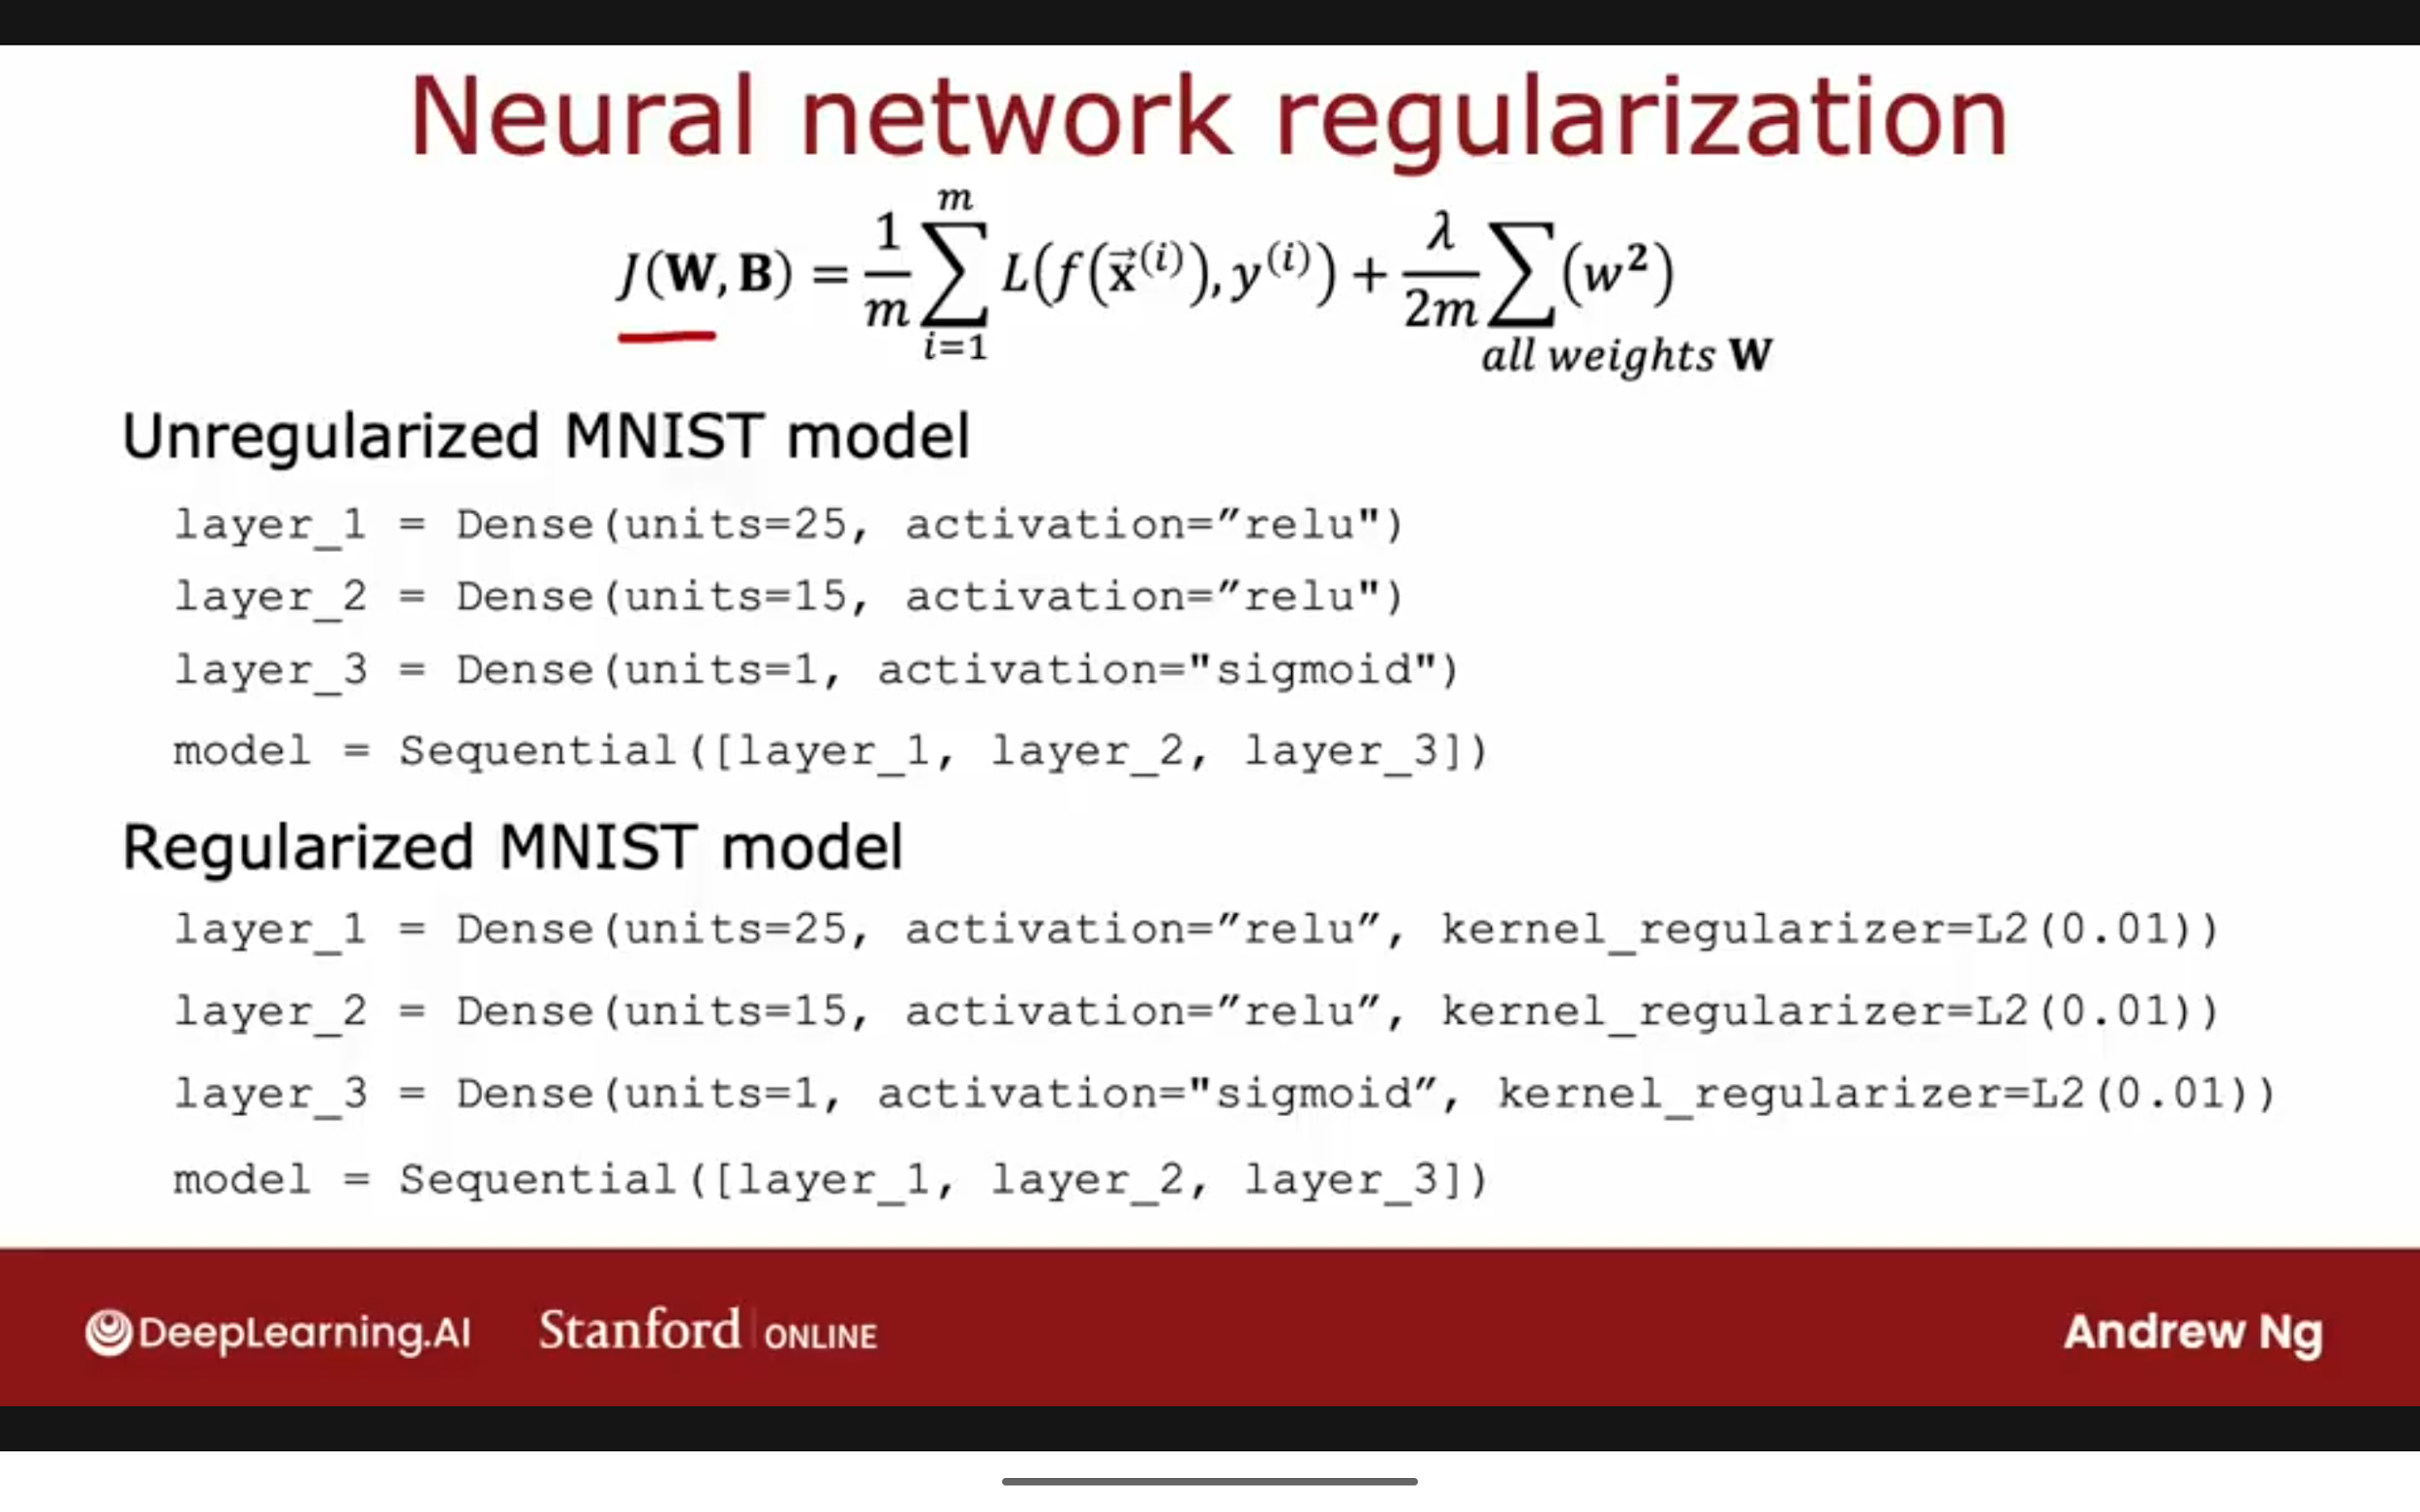 Neural network regularization
J(W, B) = 1/m ∑_{i=1}^{m} L(f(x⃗^{(i)}), y^{(i)}) + λ/2m ∑_{all weights W} (w²)
Unregularized MNIST model
layer_1 = Dense(units=25, activation=″relu")
layer_2 = Dense(units=15, activation=″relu")
layer_3 = Dense(units=1, activation="sigmoid")
model = Sequential([layer_1, layer_2, layer_3])
Regularized MNIST model
layer_1 = Dense(units=25, activation=″relu″, kernel_regularizer=L2(0.01))
layer_2 = Dense(units=15, activation=″relu″, kernel_regularizer=L2(0.01))
layer_3 = Dense(units=1, activation="sigmoid″, kernel_regularizer=L2(0.01))
model = Sequential([layer_1, layer_2, layer_3])
DeepLearning.AI Stanford | ONLINE Andrew Ng